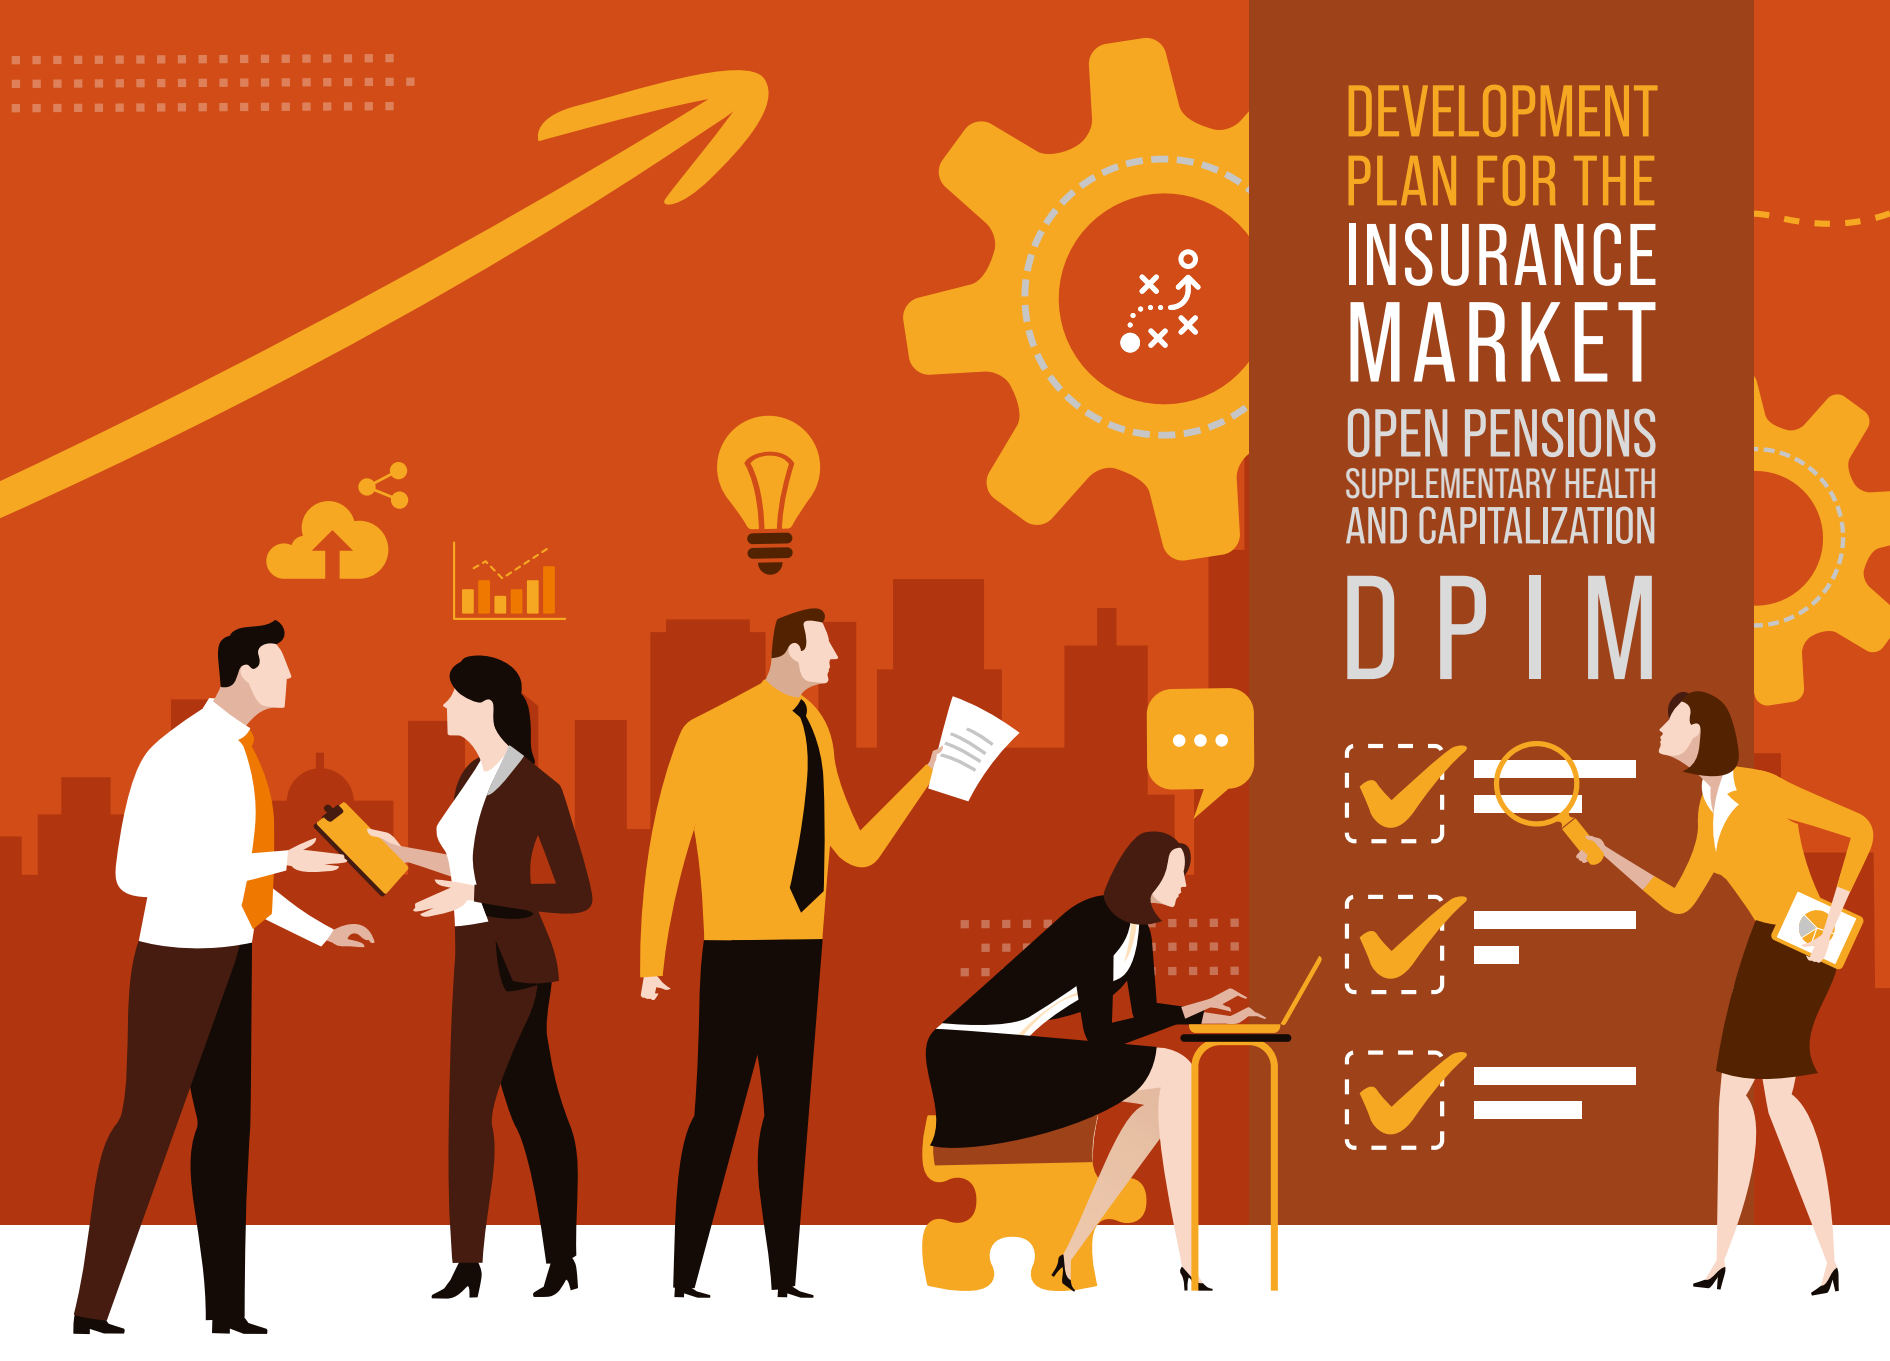 DEVELOPMENT
PLAN FOR THE
INSURANCE
MARKET
OPEN PENSIONS
SUPPLEMENTARY HEALTH
AND CAPITALIZATION
DPIM